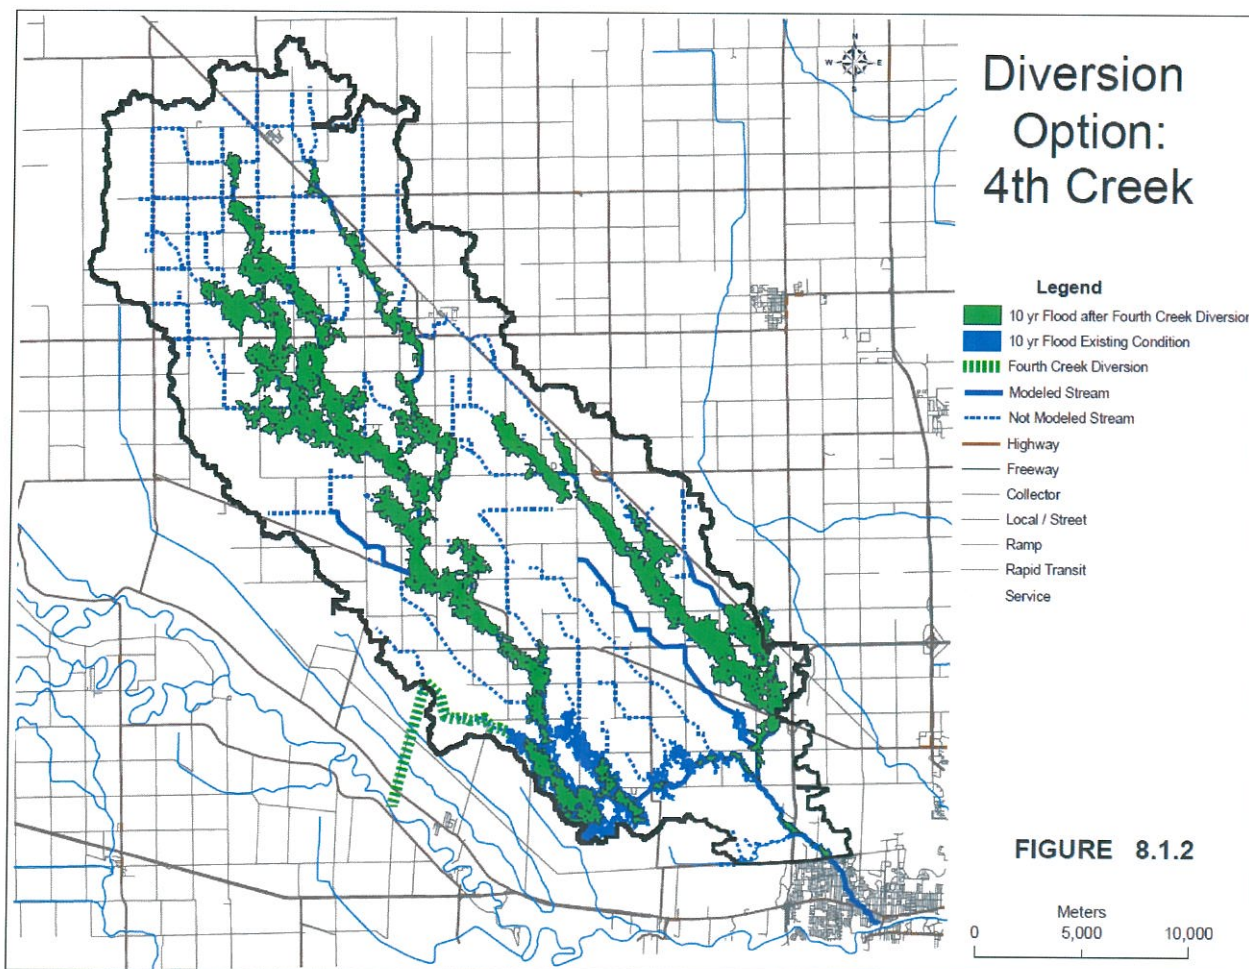 N
W
E
S
Diversion
Option:
4th Creek
Legend
10 yr Flood after Fourth Creek Diversion
10 yr Flood Existing Condition
Fourth Creek Diversion
Modeled Stream
Not Modeled Stream
Highway
Freeway
Collector
Local / Street
Ramp
Rapid Transit
Service
FIGURE 8.1.2
Meters
0 5,000 10,000